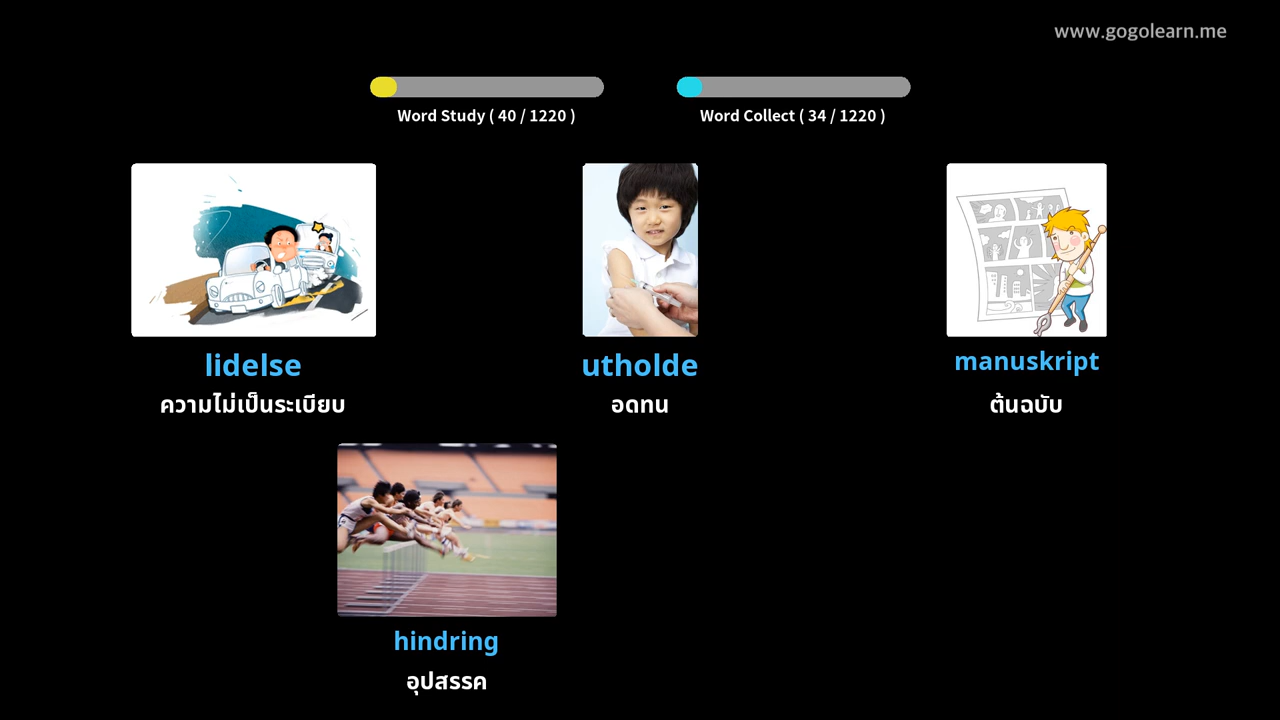 www.gogolearn.me
Word Study ( 40 / 1220 )
Word Collect ( 34 / 1220 )
lidelse
ความไม่เป็นระเบียบ
utholde
อดทน
manuskript
ต้นฉบับ
hindring
อุปสรรค